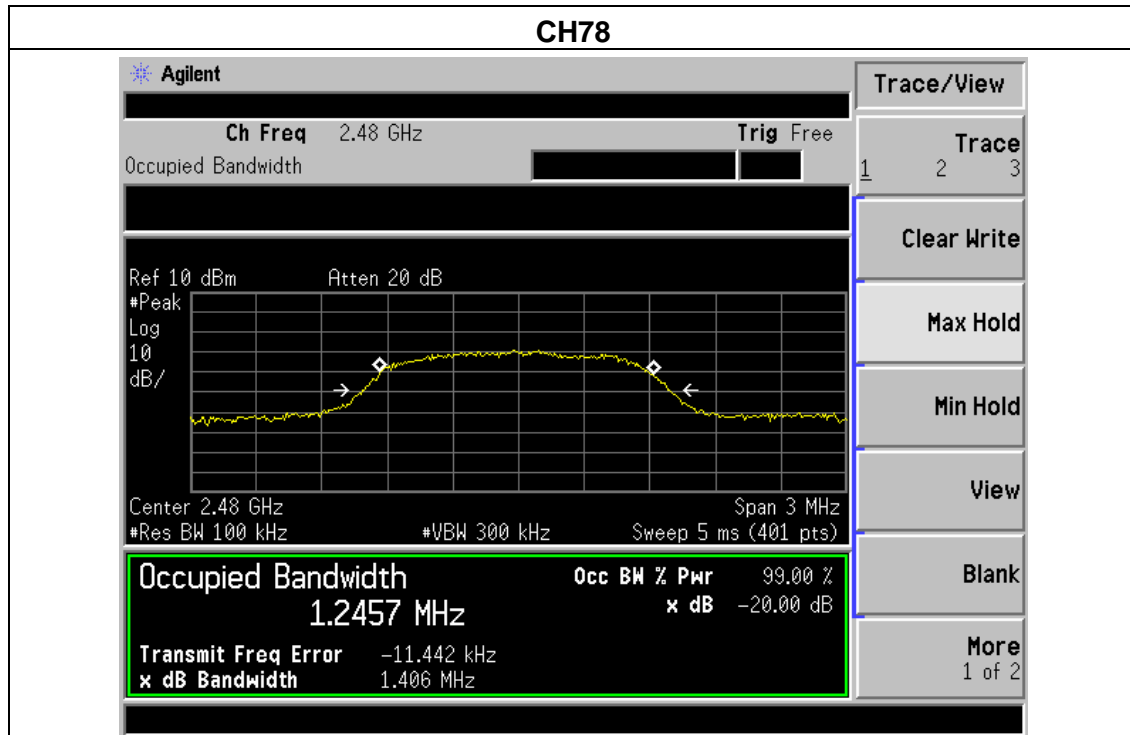 CH78
Agilent
Trace/View
Ch Freq 2.48 GHz Trig Free
Occupied Bandwidth
Trace
1 2 3
Clear Write
Ref 10 dBm Atten 20 dB
#Peak
Log
10
dB/
Max Hold
Min Hold
View
Center 2.48 GHz Span 3 MHz
#Res BW 100 kHz #VBW 300 kHz Sweep 5 ms (401 pts)
Occupied Bandwidth
1.2457 MHz
Occ BW % Pwr 99.00 %
x dB -20.00 dB
Blank
Transmit Freq Error -11.442 kHz
x dB Bandwidth 1.406 MHz
More
1 of 2